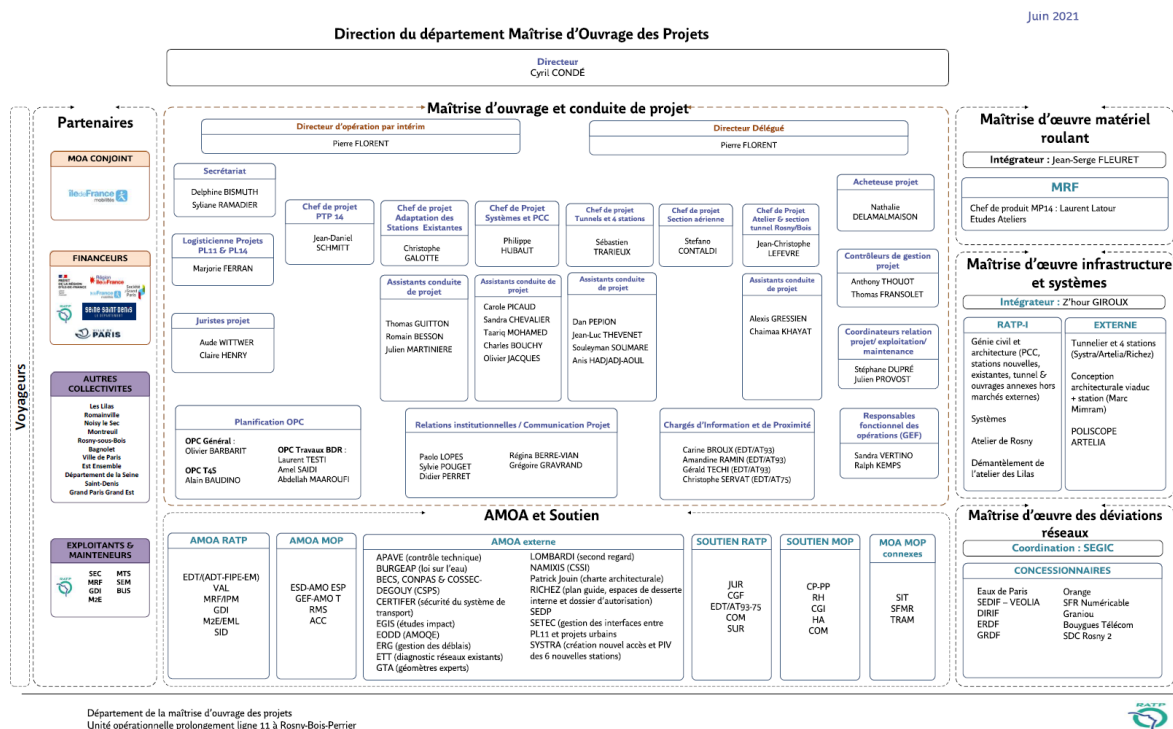 Juin 2021
Direction du département Maîtrise d'Ouvrage des Projets
Directeur
Cyril CONDÉ
Voyageurs
Partenaires
MOA CONJOINT
îledeFrance
mobilités
FINANCEURS
SEINE SAINT-DENIS
PARIS
AUTRES
COLLECTIVITES
Les Lilas
Romainville
Noisy le Sec
Montreuil
Rosny-sous-Bois
Bagnolet
Ville de Paris
Est Ensemble
Département de la Seine
Saint-Denis
Grand Paris Grand Est
EXPLOITANTS &
MAINTENEURS
SEC MTS
MRF SEM
GDI BUS
M2E
Maîtrise d'ouvrage et conduite de projet
Directeur d'opération par intérim
Pierre FLORENT
Directeur Délégué
Pierre FLORENT
Secrétariat
Delphine BISMUTH
Syliane RAMADIER
Logisticienne Projets
PL11 & PL14
Marjorie FERRAN
Juristes projet
Aude WITTWER
Claire HENRY
Chef de projet
PTP 14
Jean-Daniel
SCHMITT
Chef de projet
Adaptation des
Stations Existantes
Christophe
GALOTTE
Assistants conduite
de projet
Thomas GUITTON
Romain BESSON
Julien MARTINIERE
Chef de Projet
Systèmes et PCC
Philippe
HUBAUT
Assistants conduite de
projet
Carole PICAUD
Sandra CHEVALIER
Taariq MOHAMED
Charles BOUCHY
Olivier JACQUES
Chef de projet
Tunnels et 4 stations
Sébastien
TRARIEUX
Assistants conduite
de projet
Dan PEPION
Jean-Luc THEVENET
Souleyman SOUMARE
Anis HADJADJ-AOUL
Chef de projet
Section aérienne
Stefano
CONTALDI
Chef de Projet
Atelier & section
tunnel Rosny/Bois
Jean-Christophe
LEFEVRE
Assistants conduite
de projet
Alexis GRESSIEN
Chaimaa KHAYAT
Acheteuse projet
Nathalie
DELAMALMAISON
Contrôleurs de gestion
projet
Anthony THOUOT
Thomas FRANSOLET
Coordinateurs relation
projet/ exploitation/
maintenance
Stéphane DUPRÉ
Julien PROVOST
Responsables
fonctionnel des
opérations (GEF)
Sandra VERTINO
Ralph KEMPS
Planification OPC
OPC Général :
Olivier BARBARIT
OPC T4S
Alain BAUDINO
OPC Travaux BDR :
Laurent TESTI
Amel SAIDI
Abdellah MAAROUFI
Relations institutionnelles / Communication Projet
Paolo LOPES
Sylvie POUGET
Didier PERRET
Régina BERRE-VIAN
Grégoire GRAVRAND
Chargés d'Information et de Proximité
Carine BROUX (EDT/AT93)
Amandine RAMIN (EDT/AT93)
Gérald TECHI (EDT/AT93)
Christophe SERVAT (EDT/AT75)
AMOA et Soutien
AMOA RATP
EDT/(ADT-FIPE-EM)
VAL
MRF/IPM
GDI
M2E/EML
SID
AMOA MOP
ESD-AMO ESP
GEF-AMO T
RMS
ACC
AMOA externe
APAVE (contrôle technique)
BURGEAP (loi sur l'eau)
BECS, CONPAS & COSSEC-
DEGOUY (CSPS)
CERTIFER (sécurité du système de
transport)
EGIS (études impact)
EODD (AMOQE)
ERG (gestion des déblais)
ETT (diagnostic réseaux existants)
GTA (géomètres experts)
LOMBARDI (second regard)
NAMIXIS (CSSI)
Patrick Jouin (charte architecturale)
RICHEZ (plan guide, espaces de desserte
interne et dossier d'autorisation)
SEDP
SETEC (gestion des interfaces entre
PL11 et projets urbains
SYSTRA (création nouvel accès et PIV
des 6 nouvelles stations)
SOUTIEN RATP
JUR
CGF
EDT/AT93-75
COM
SUR
SOUTIEN MOP
CP-PP
RH
CGI
HA
COM
MOA MOP
connexes
SIT
SFMR
TRAM
Maîtrise d'œuvre matériel
roulant
Intégrateur : Jean-Serge FLEURET
MRF
Chef de produit MP14 : Laurent Latour
Etudes Ateliers
Maîtrise d'œuvre infrastructure
et systèmes
Intégrateur : Z'hour GIROUX
RATP-I
Génie civil et
architecture (PCC,
stations nouvelles,
existantes, tunnel &
ouvrages annexes hors
marchés externes)
Systèmes
Atelier de Rosny
Démantèlement de
l'atelier des Lilas
EXTERNE
Tunnelier et 4 stations
(Systra/Artelia/Richez)
Conception
architecturale viaduc
+ station (Marc
Mimram)
POLISCOPE
ARTELIA
Maîtrise d'œuvre des déviations
réseaux
Coordination : SEGIC
CONCESSIONNAIRES
Eaux de Paris
SEDIF – VEOLIA
DIRIF
ERDF
GRDF
Orange
SFR Numéricable
Graniou
Bouygues Télécom
SDC Rosny 2
Département de la maîtrise d'ouvrage des projets
Unité opérationnelle prolongement ligne 11 à Rosny-Bois-Perrier
RATP